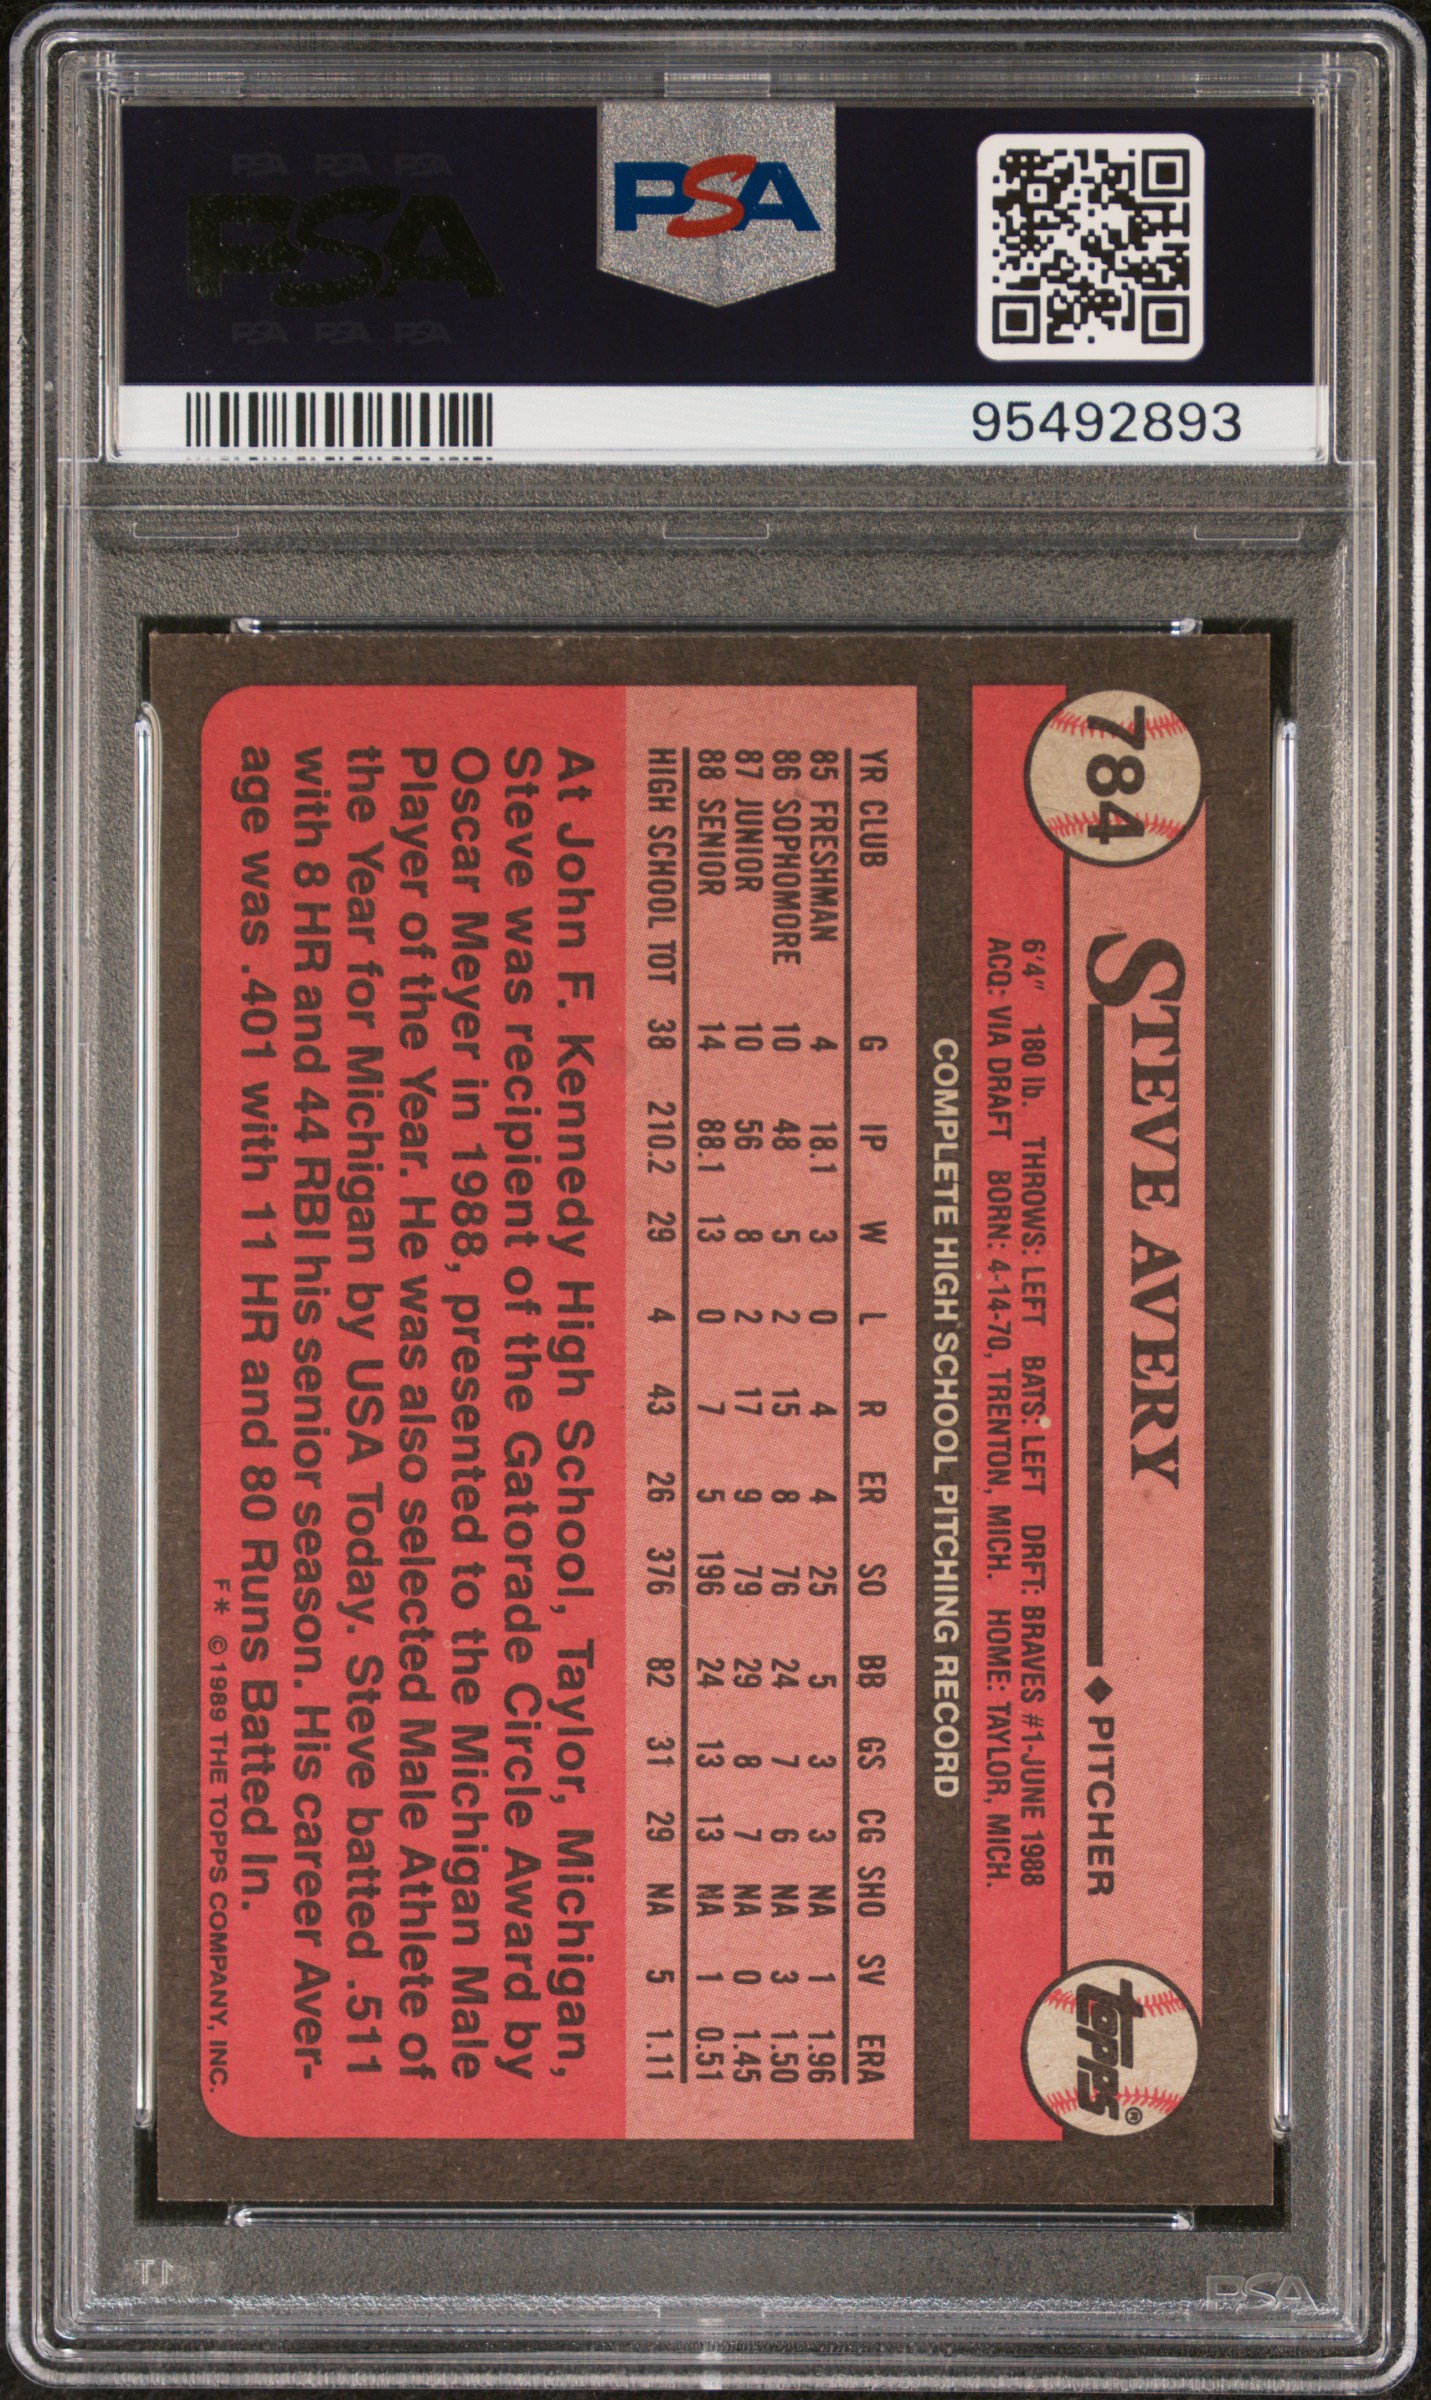 PSA PSA PSA
PSA
PSA PSA PSA
PSA
95492893
784
STEVE AVERY ♦ PITCHER
topps®
6'4" 180 lb. THROWS: LEFT BATS: LEFT DRFT: BRAVES #1-JUNE 1988
ACQ: VIA DRAFT BORN: 4-14-70, TRENTON, MICH. HOME: TAYLOR, MICH.
COMPLETE HIGH SCHOOL PITCHING RECORD
YR CLUB G IP W L R ER SO BB GS CG SHO SV ERA
85 FRESHMAN 4 18.1 3 0 4 4 25 5 3 3 NA 1 1.96
86 SOPHOMORE 10 48 5 2 15 8 76 24 7 6 NA 3 1.50
87 JUNIOR 10 56 8 2 17 9 79 29 8 7 NA 0 1.45
88 SENIOR 14 88.1 13 0 7 5 196 24 13 13 NA 1 0.51
HIGH SCHOOL TOT 38 210.2 29 4 43 26 376 82 31 29 NA 5 1.11
At John F. Kennedy High School, Taylor, Michigan,
Steve was recipient of the Gatorade Circle Award by
Oscar Meyer in 1988, presented to the Michigan Male
Player of the Year. He was also selected Male Athlete of
the Year for Michigan by USA Today. Steve batted .511
with 8 HR and 44 RBI his senior season. His career Aver-
age was .401 with 11 HR and 80 Runs Batted In.
F* © 1989 THE TOPPS COMPANY, INC.
PSA